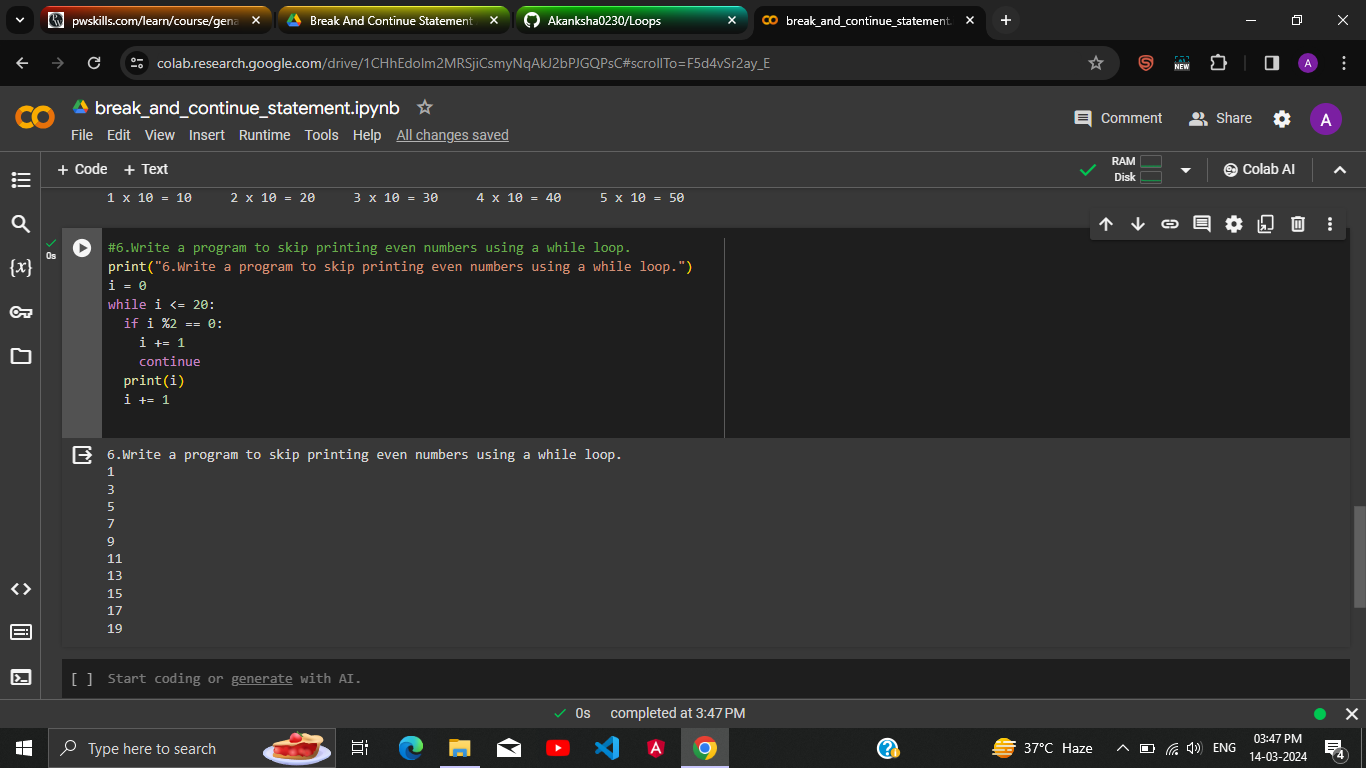 pwskills.com/learn/course/gena
Break And Continue Statement
Akanksha0230/Loops
break_and_continue_statement.
colab.research.google.com/drive/1CHhEdoIm2MRSjiCsmyNqAkJ2bPJGQPsC#scrollTo=F5d4vSr2ay_E
NEW
A
break_and_continue_statement.ipynb
File Edit View Insert Runtime Tools Help All changes saved
Comment
Share
A
+ Code + Text
RAM
Disk
Colab AI
1 x 10 = 10 2 x 10 = 20 3 x 10 = 30 4 x 10 = 40 5 x 10 = 50
0s
#6.Write a program to skip printing even numbers using a while loop.
print("6.Write a program to skip printing even numbers using a while loop.")
i = 0
while i <= 20:
if i %2 == 0:
i += 1
continue
print(i)
i += 1
6.Write a program to skip printing even numbers using a while loop.
1
3
5
7
9
11
13
15
17
19
[ ] Start coding or generate with AI.
0s completed at 3:47 PM
Type here to search
37°C Haze
ENG
03:47 PM
14-03-2024
4